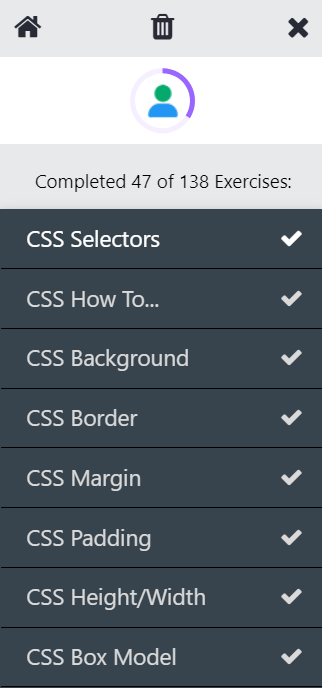 Completed 47 of 138 Exercises:
CSS Selectors
CSS How To...
CSS Background
CSS Border
CSS Margin
CSS Padding
CSS Height/Width
CSS Box Model